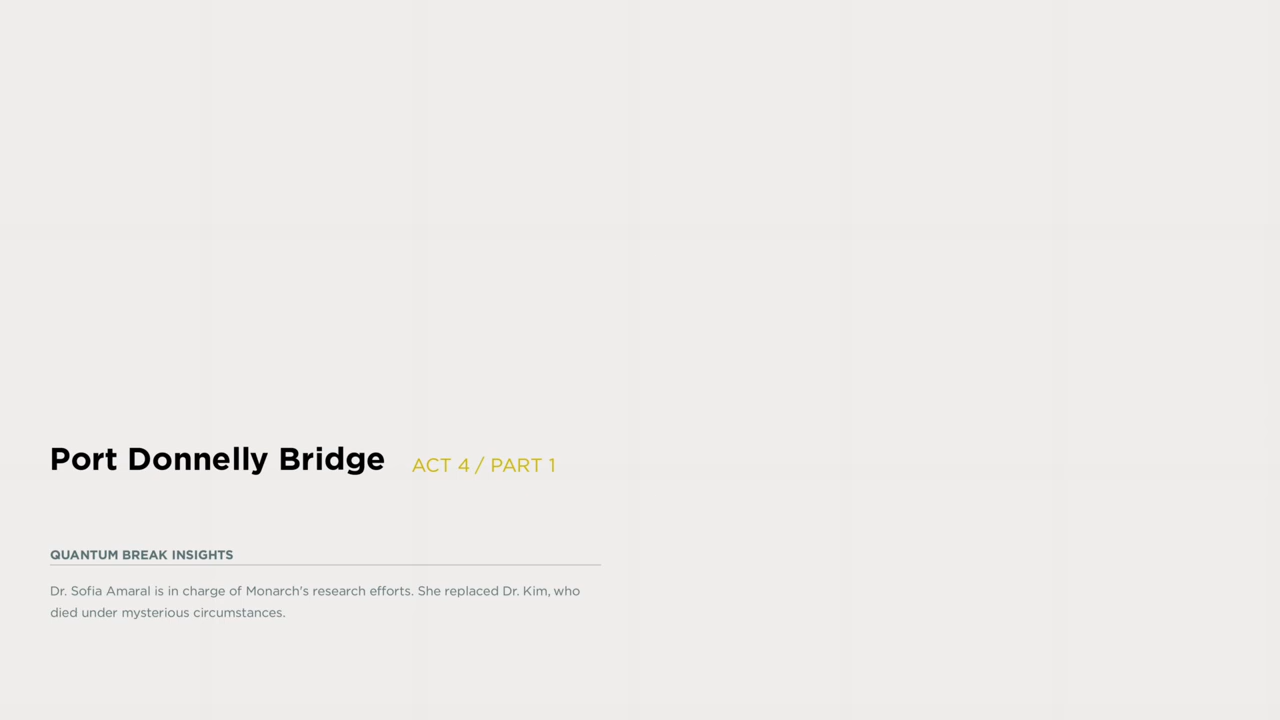 Port Donnelly Bridge ACT 4 / PART 1
QUANTUM BREAK INSIGHTS
Dr. Sofia Amaral is in charge of Monarch's research efforts. She replaced Dr. Kim, who
died under mysterious circumstances.